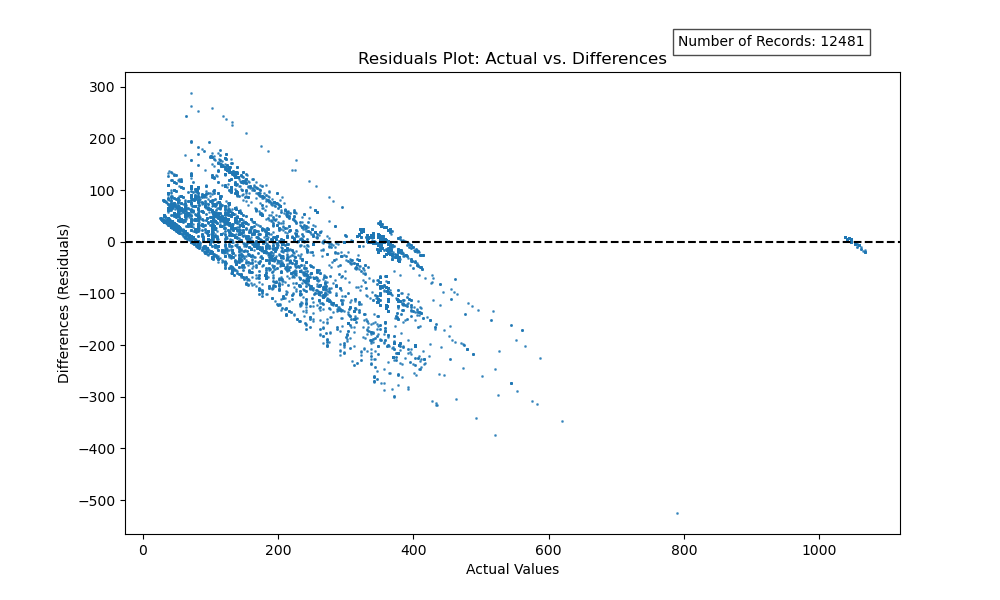 Number of Records: 12481
Residuals Plot: Actual vs. Differences
300
200
100
0
−100
−200
−300
−400
−500
Differences (Residuals)
0 200 400 600 800 1000
Actual Values